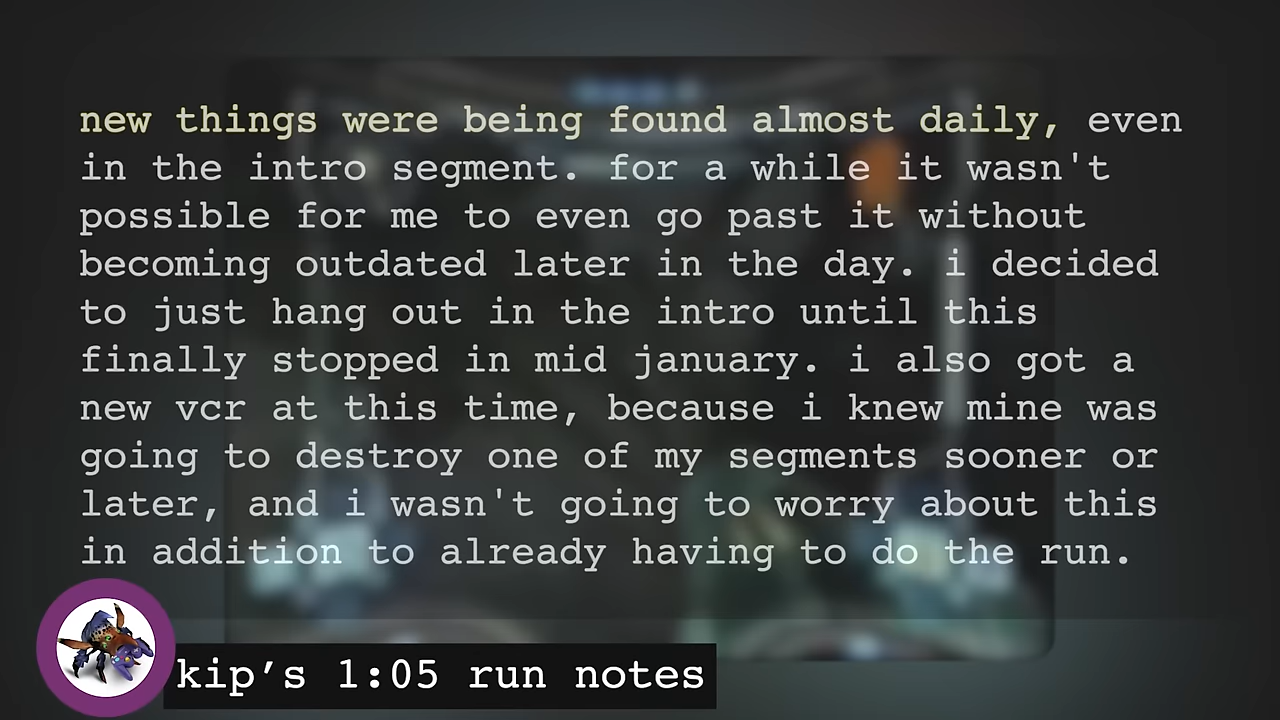 new things were being found almost daily, even
in the intro segment. for a while it wasn't
possible for me to even go past it without
becoming outdated later in the day. i decided
to just hang out in the intro until this
finally stopped in mid january. i also got a
new vcr at this time, because i knew mine was
going to destroy one of my segments sooner or
later, and i wasn't going to worry about this
in addition to already having to do the run.
kip’s 1:05 run notes